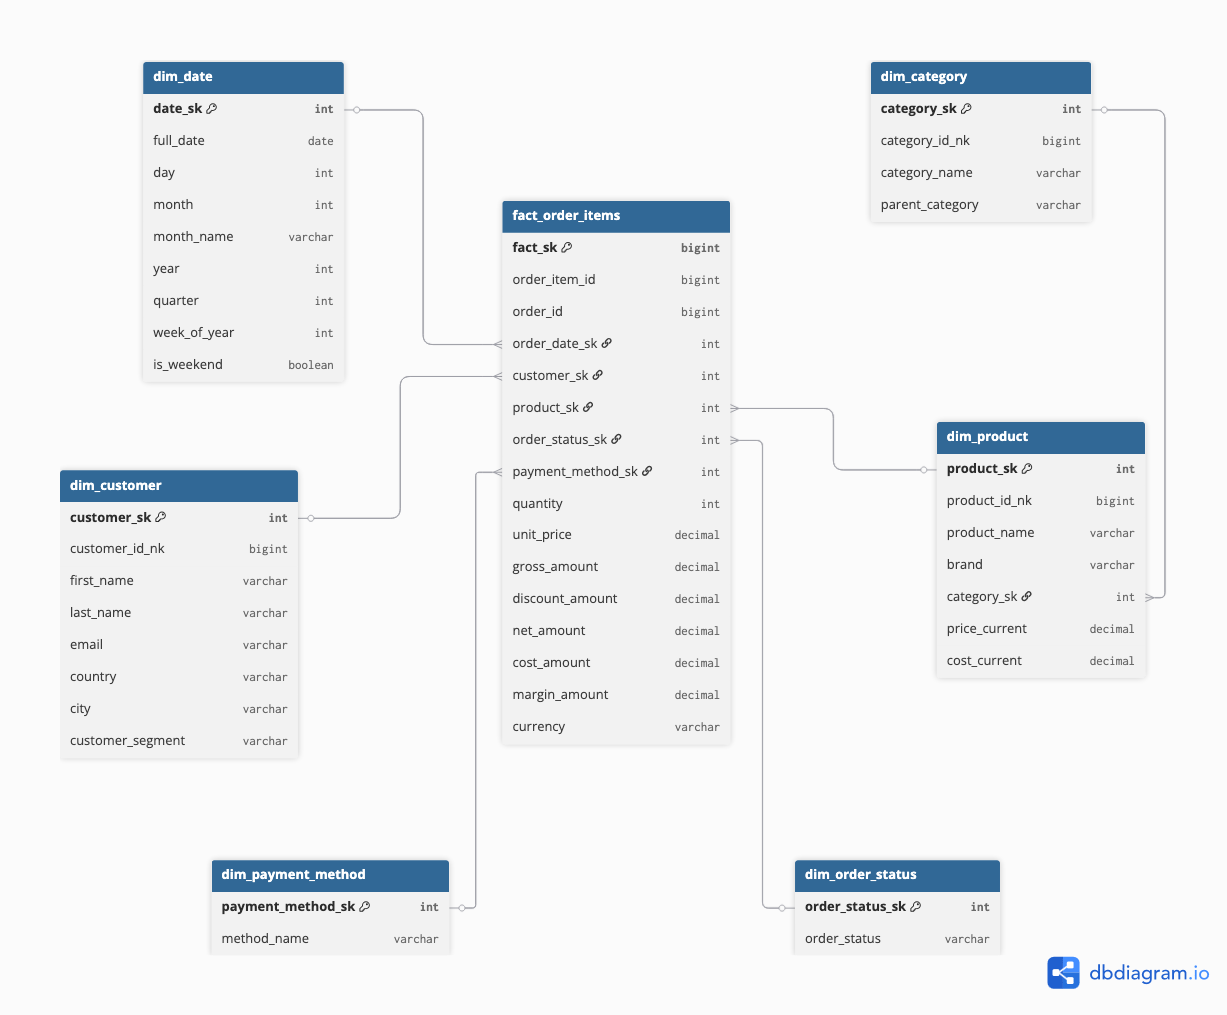 dim_date
date_sk int
full_date date
day int
month int
month_name varchar
year int
quarter int
week_of_year int
is_weekend boolean
dim_category
category_sk int
category_id_nk bigint
category_name varchar
parent_category varchar
fact_order_items
fact_sk bigint
order_item_id bigint
order_id bigint
order_date_sk int
customer_sk int
product_sk int
order_status_sk int
payment_method_sk int
quantity int
unit_price decimal
gross_amount decimal
discount_amount decimal
net_amount decimal
cost_amount decimal
margin_amount decimal
currency varchar
dim_product
product_sk int
product_id_nk bigint
product_name varchar
brand varchar
category_sk int
price_current decimal
cost_current decimal
dim_customer
customer_sk int
customer_id_nk bigint
first_name varchar
last_name varchar
email varchar
country varchar
city varchar
customer_segment varchar
dim_payment_method
payment_method_sk int
method_name varchar
dim_order_status
order_status_sk int
order_status varchar
dbdiagram.io